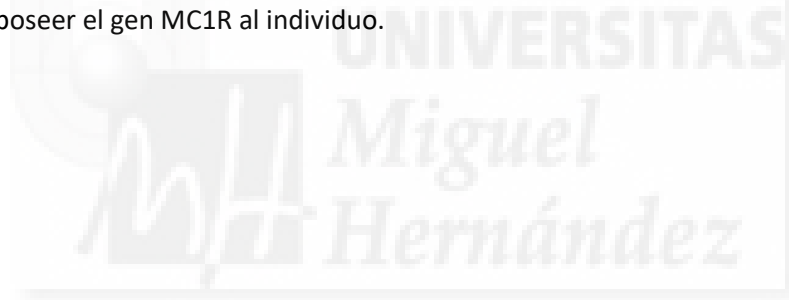 poseer el gen MC1R al individuo.
UNIVERSITAS
Miguel
Hernández